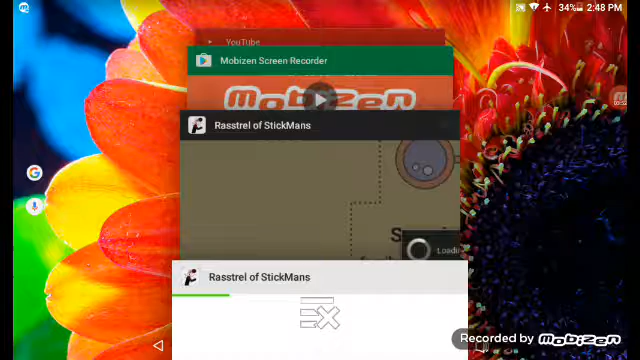 34% 2:48 PM
YouTube
Mobizen Screen Recorder
mobizen
Rasstrel of StickMans
S
Loadi
Rasstrel of StickMans
Recorded by mobizen